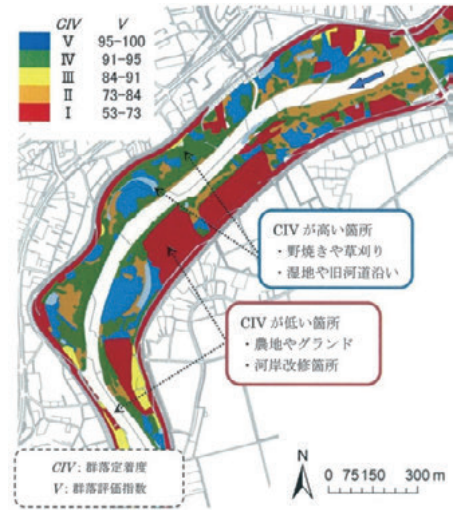 CIV V
V 95-100
IV 91-95
III 84-91
II 73-84
I 53-73
CIVが高い箇所
・野焼きや草刈り
・湿地や旧河道沿い
CIVが低い箇所
・農地やグランド
・河岸改修箇所
CIV：群落定着度
V：群落評価指数
N
0 75 150 300 m